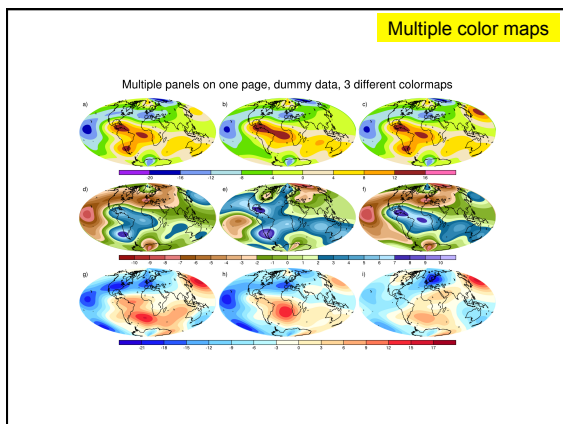 Multiple color maps
Multiple panels on one page, dummy data, 3 different colormaps
a) b) c)
-20 -16 -12 -8 -4 0 4 8 12 16
d) e) f)
-10 -9 -8 -7 -6 -5 -4 -3 -2 -1 0 1 2 3 4 5 6 7 8 9 10
g) h) i)
-21 -18 -15 -12 -9 -6 -3 0 3 6 9 12 15 17